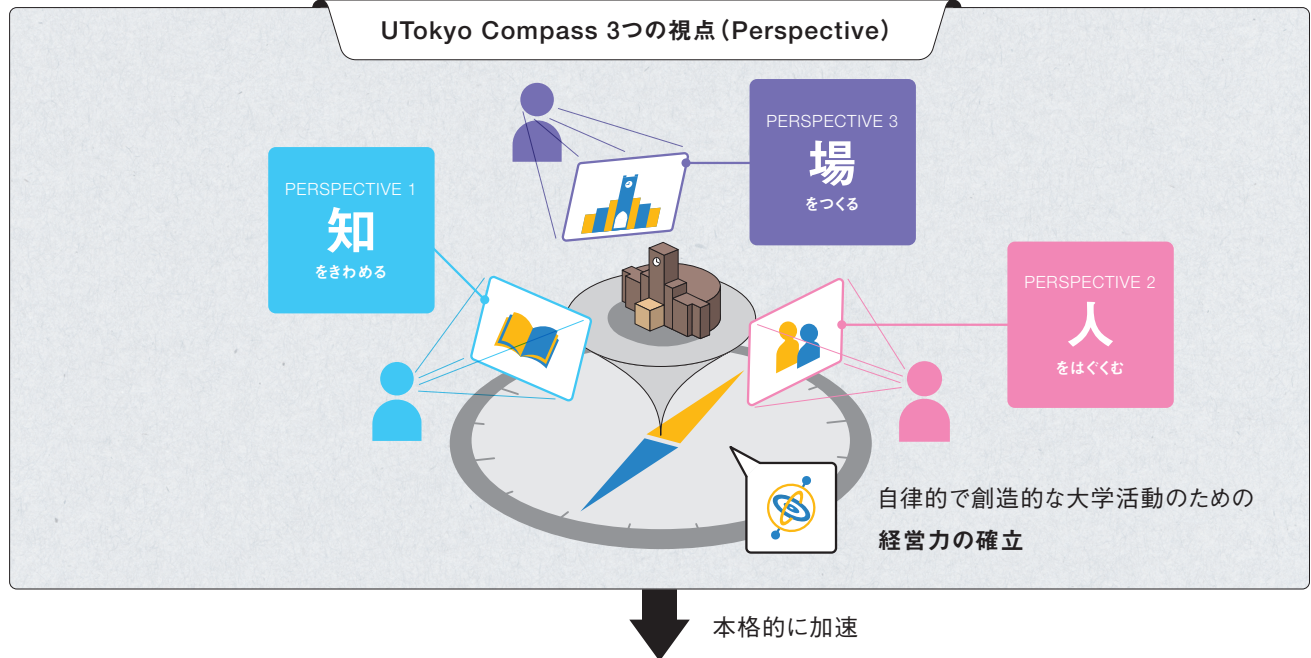 UTokyo Compass 3つの視点(Perspective)
PERSPECTIVE 1
知
をきわめる
PERSPECTIVE 3
場
をつくる
PERSPECTIVE 2
人
をはぐくむ
自律的で創造的な大学活動のための
経営力の確立
本格的に加速